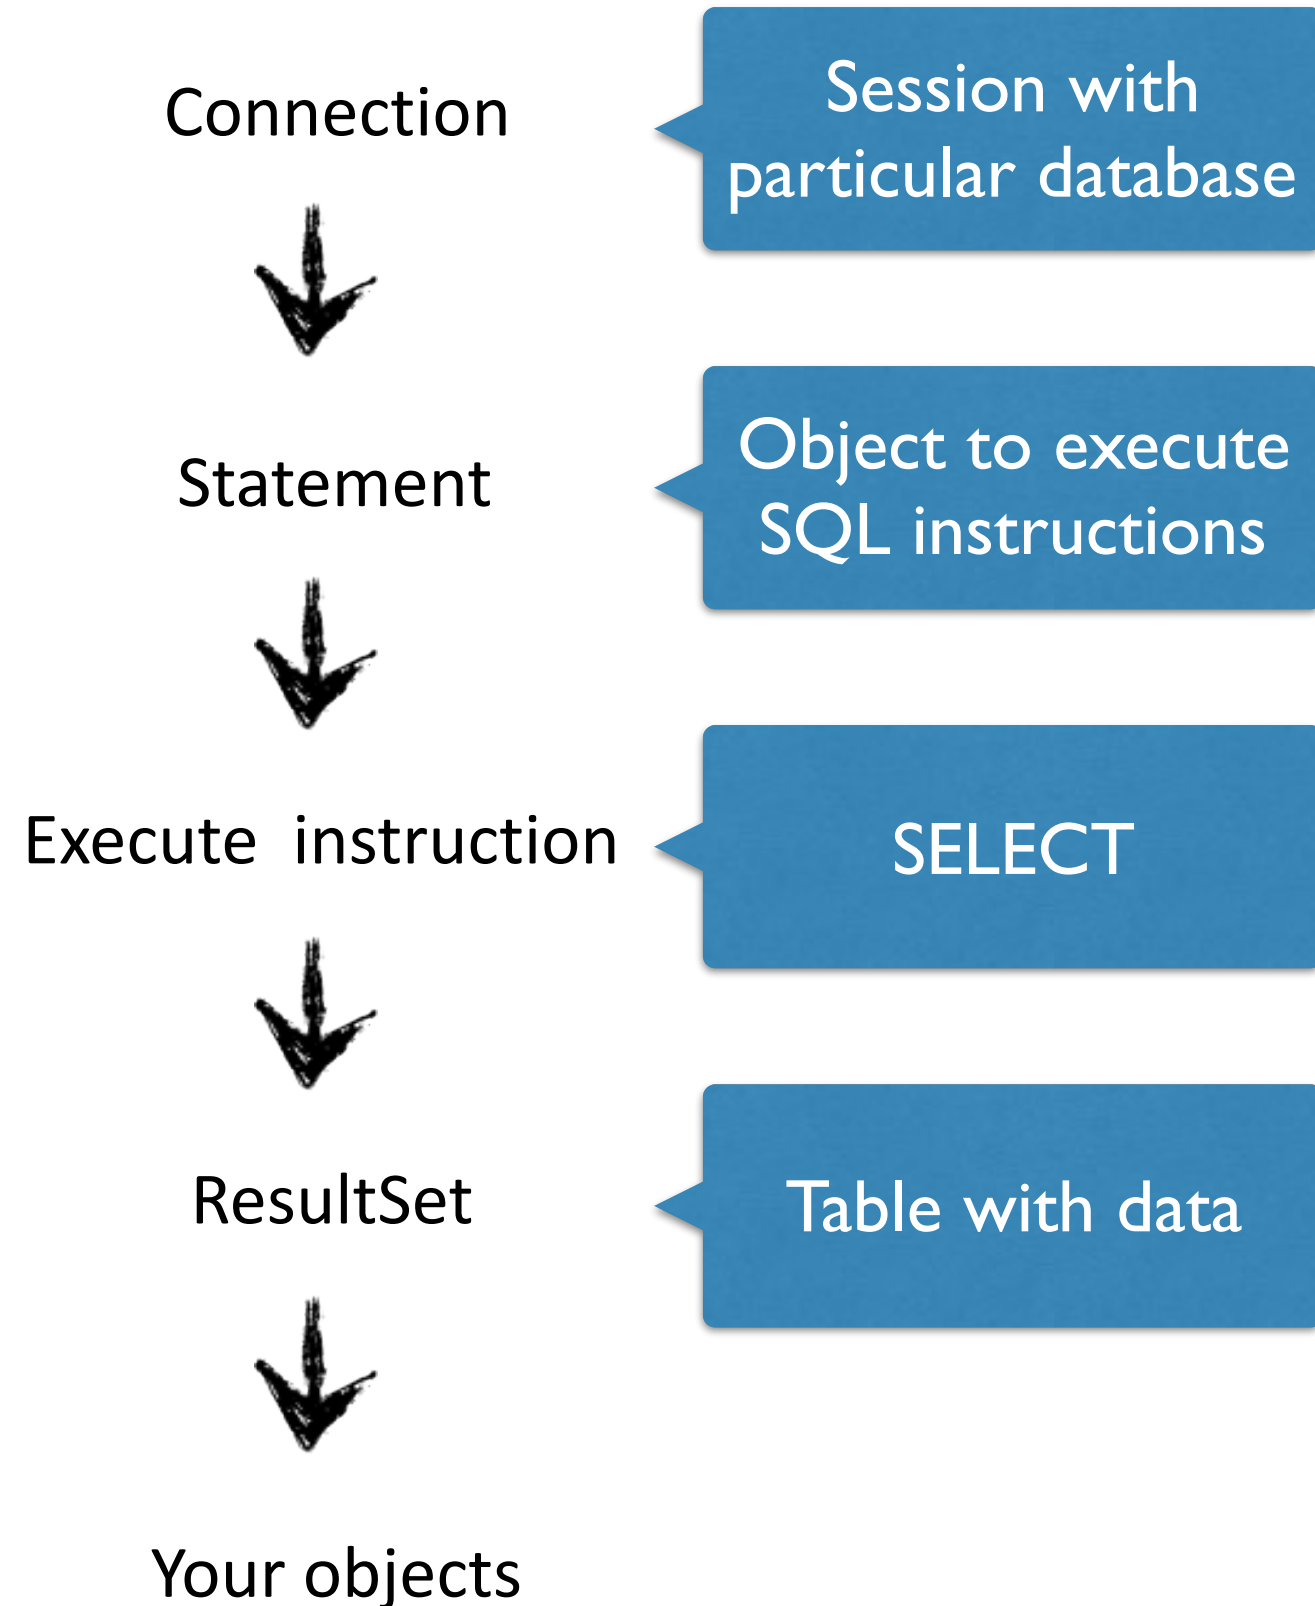 Connection
Session with
particular database
Statement
Object to execute
SQL instructions
Execute instruction
SELECT
ResultSet
Table with data
Your objects